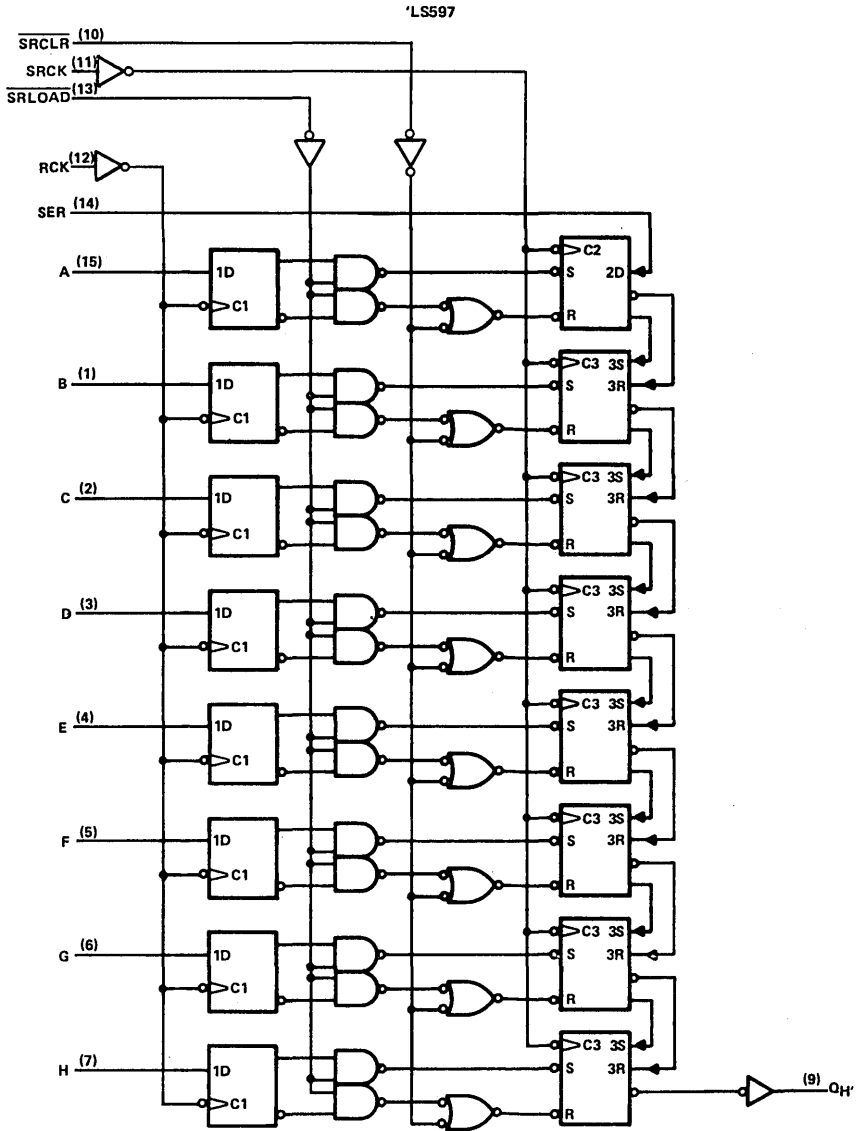 'LS597
SRCLR (10)
SRCK (11)
SRLOAD (13)
RCK (12)
SER (14)
C2
A (15) 1D S 2D
C1 R
C3 3S
B (1) 1D S 3R
C1 R
C3 3S
C (2) 1D S 3R
C1 R
C3 3S
D (3) 1D S 3R
C1 R
C3 3S
E (4) 1D S 3R
C1 R
C3 3S
F (5) 1D S 3R
C1 R
C3 3S
G (6) 1D S 3R
C1 R
C3 3S
H (7) 1D S 3R
(9) QH'
C1 R